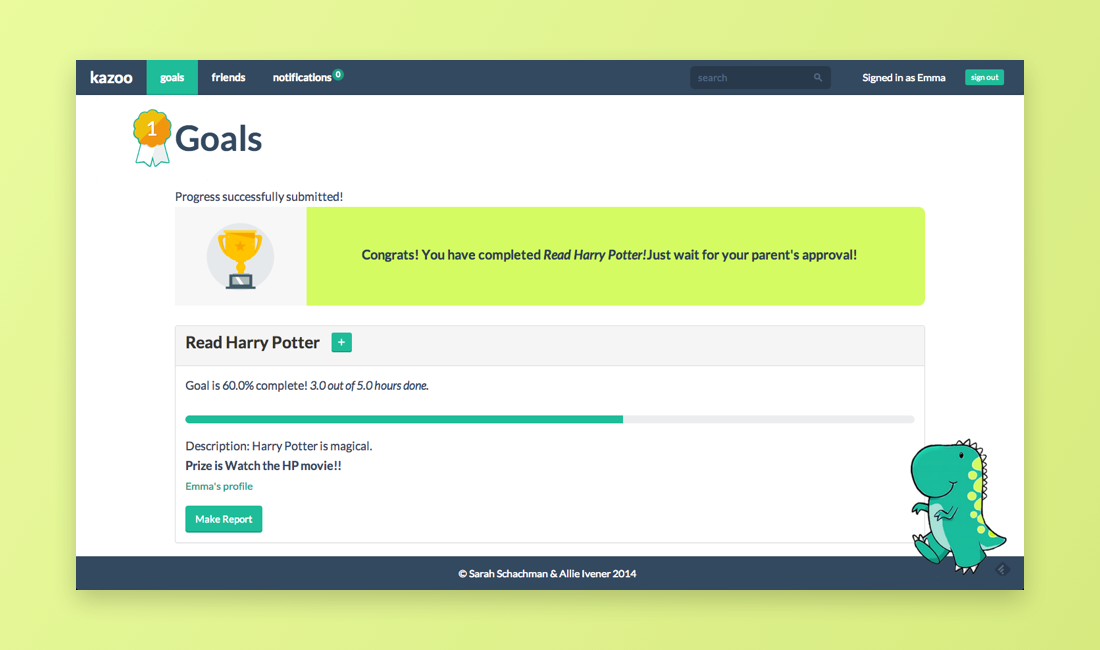 kazoo goals friends notifications 0 search Signed in as Emma sign out
1
Goals
Progress successfully submitted!
Congrats! You have completed Read Harry Potter!Just wait for your parent's approval!
Read Harry Potter +
Goal is 60.0% complete! 3.0 out of 5.0 hours done.
Description: Harry Potter is magical.
Prize is Watch the HP movie!!
Emma's profile
Make Report
© Sarah Schachman & Allie Ivener 2014